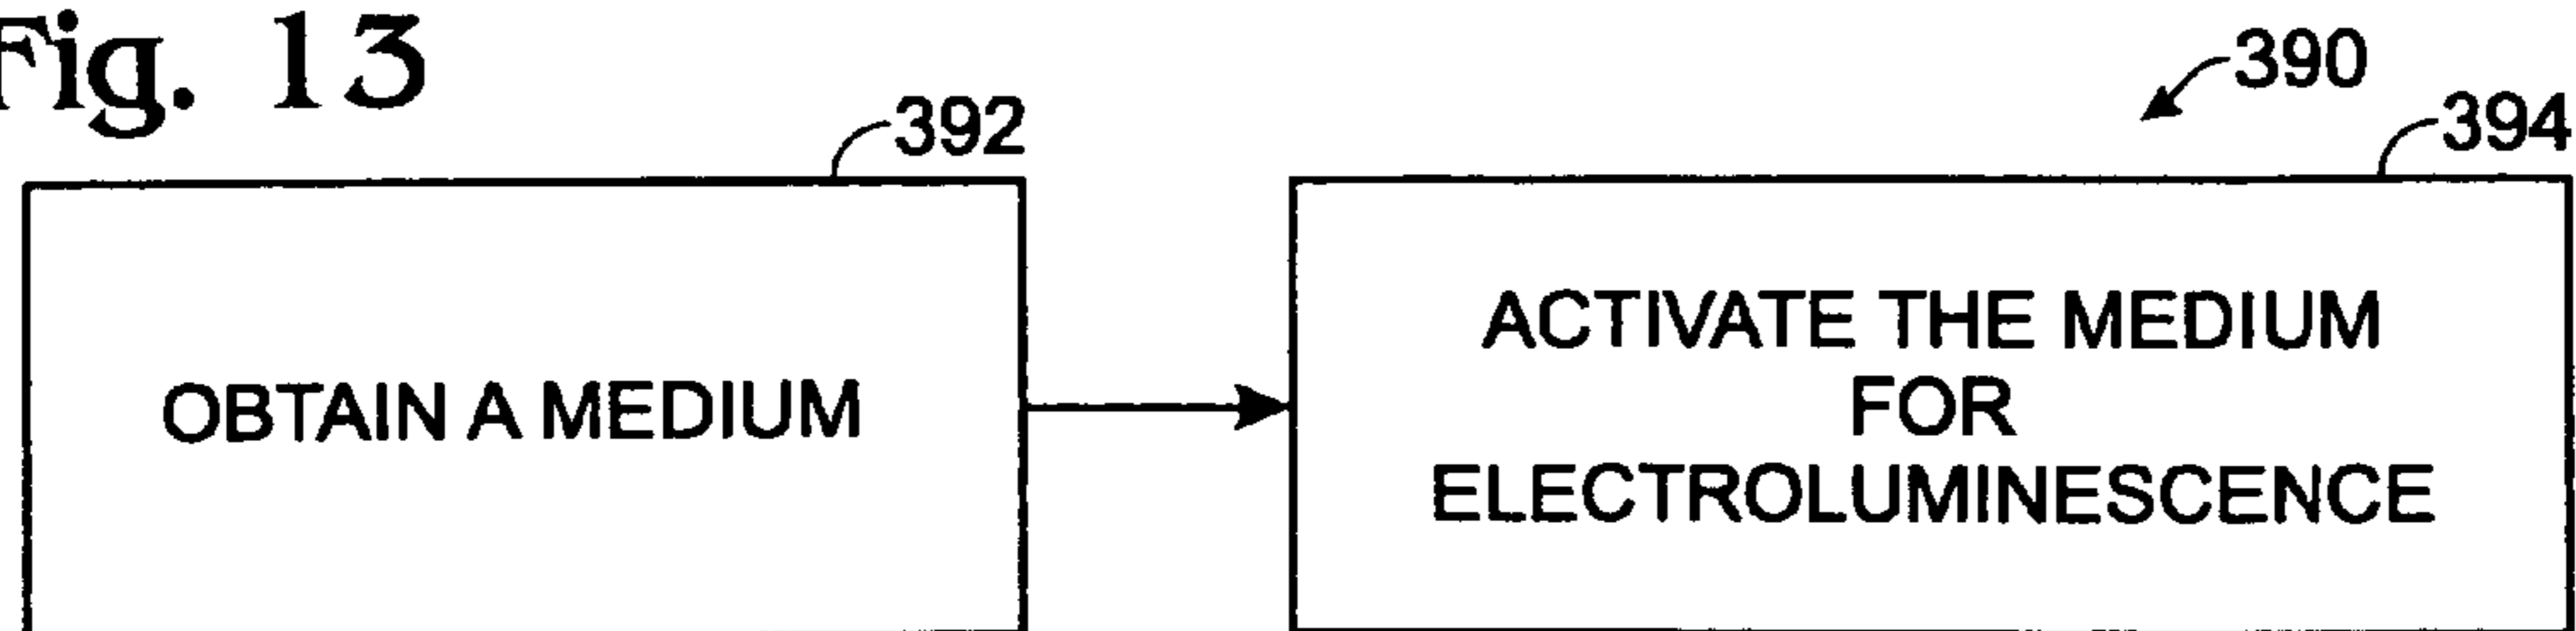 Fig. 13
390
392
394
OBTAIN A MEDIUM
ACTIVATE THE MEDIUM
FOR
ELECTROLUMINESCENCE